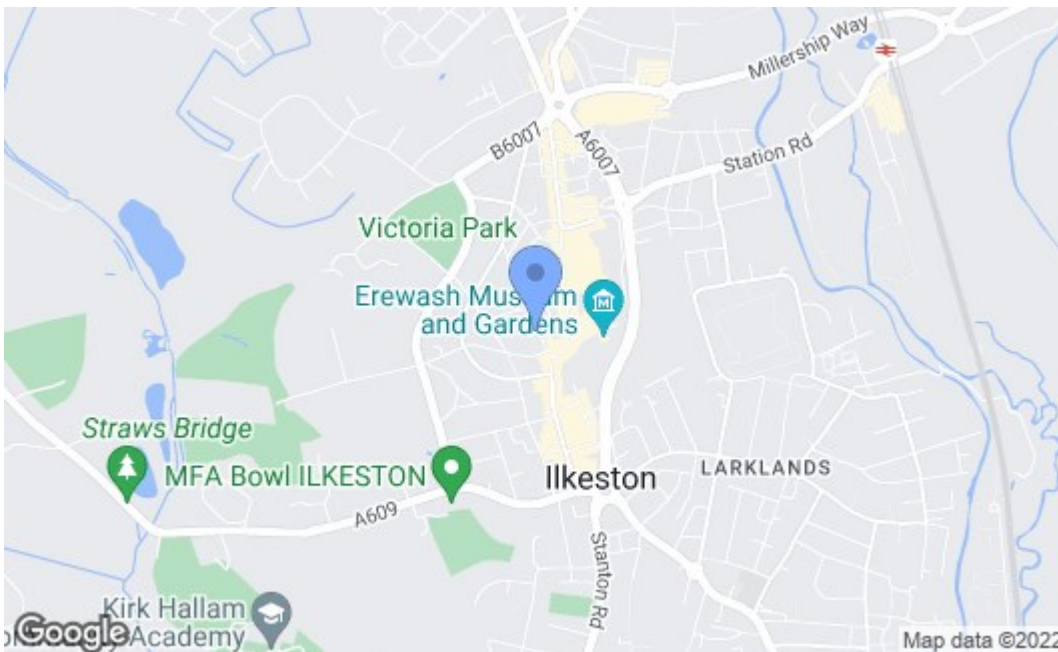 Millership Way
B6007
A6007
Station Rd
Victoria Park
Erewash Museum
and Gardens
Straws Bridge
MFA Bowl ILKESTON
Ilkeston
LARKLANDS
A609
Stanton Rd
Kirk Hallam
Academy
Google
Map data ©2022